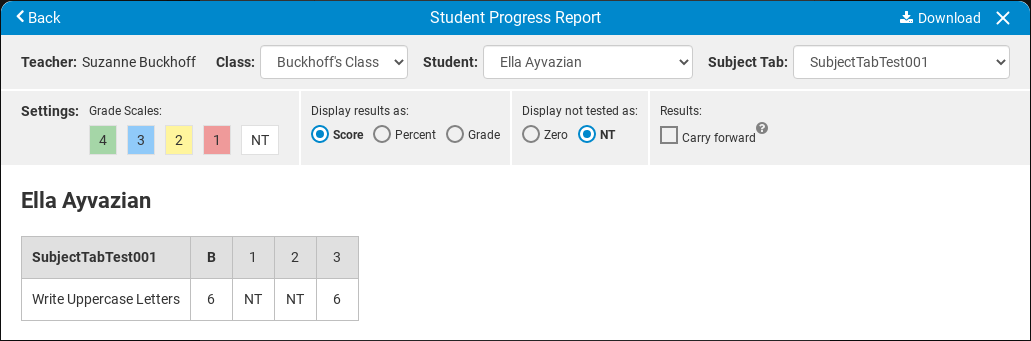 Back Student Progress Report Download
Teacher: Suzanne Buckhoff Class: Buckhoff's Class Student: Ella Ayvazian Subject Tab: SubjectTabTest001
Settings: Grade Scales: Display results as: Display not tested as: Results:
4 3 2 1 NT Score Percent Grade Zero NT Carry forward ?
Ella Ayvazian
SubjectTabTest001 B 1 2 3
Write Uppercase Letters 6 NT NT 6